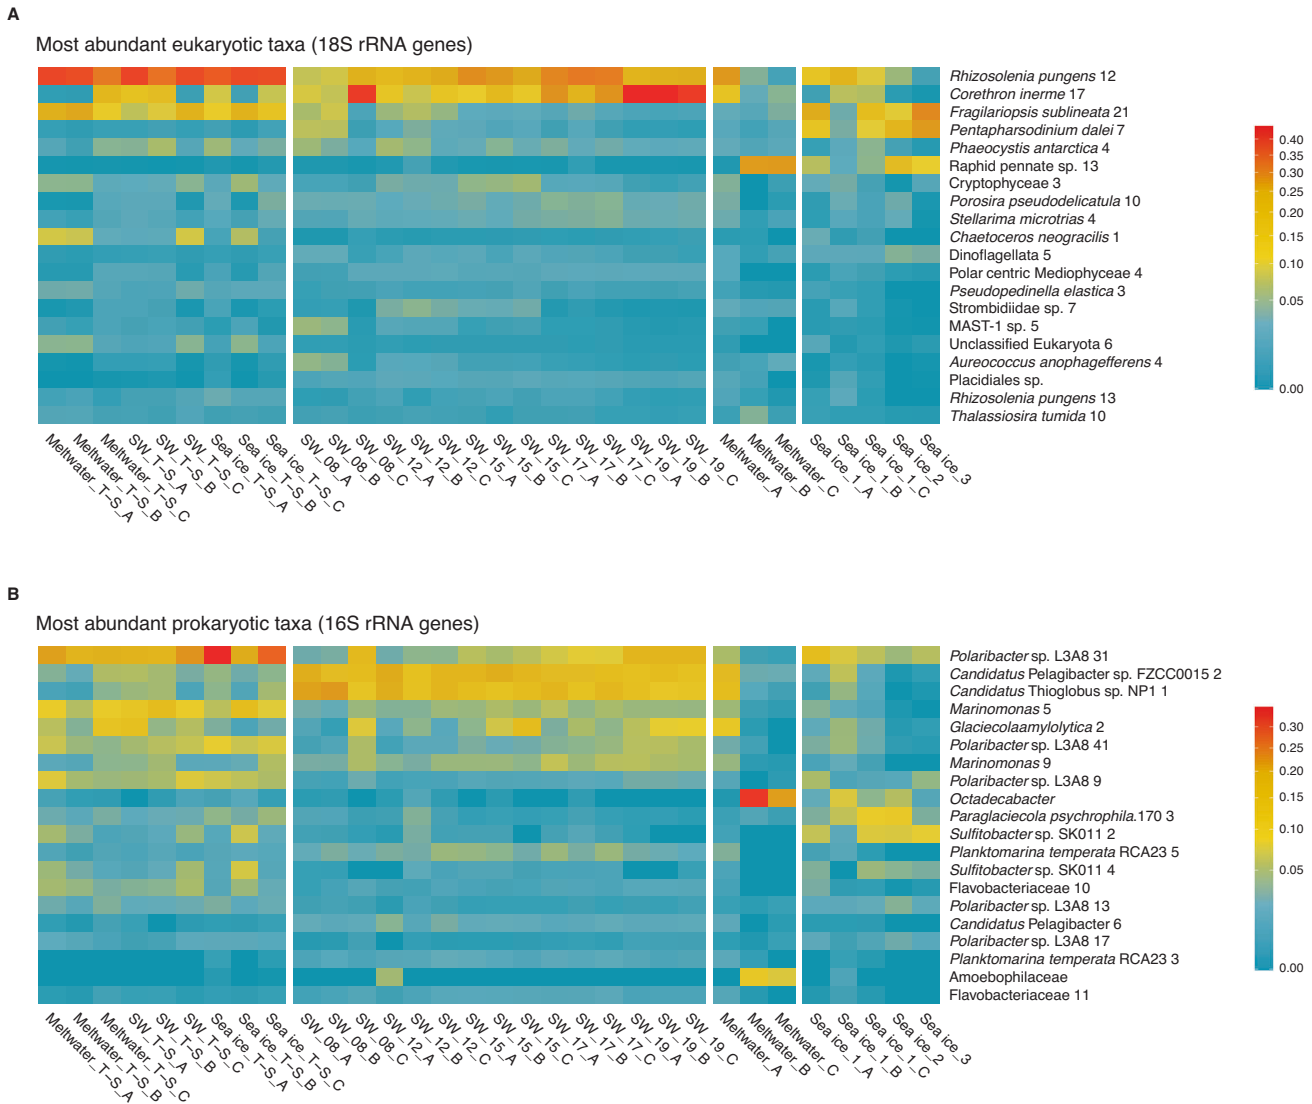 A
Most abundant eukaryotic taxa (18S rRNA genes)
Rhizosolenia pungens 12
Corethron inerme 17
Fragilariopsis sublineata 21
Pentapharsodinium dalei 7
Phaeocystis antarctica 4
Raphid pennate sp. 13
Cryptophyceae 3
Porosira pseudodelicatula 10
Stellarima microtrias 4
Chaetoceros neogracilis 1
Dinoflagellata 5
Polar centric Mediophyceae 4
Pseudopedinella elastica 3
Strombidiidae sp. 7
MAST-1 sp. 5
Unclassified Eukaryota 6
Aureococcus anophagefferens 4
Placidiales sp.
Rhizosolenia pungens 13
Thalassiosira tumida 10
0.40
0.35
0.30
0.25
0.20
0.15
0.10
0.05
0.00
Meltwater_T-S_A
Meltwater_T-S_B
Meltwater_T-S_C
SW_T-S_A
SW_T-S_B
SW_T-S_C
Sea ice_T-S_A
Sea ice_T-S_B
Sea ice_T-S_C
SW_08_A
SW_08_B
SW_08_C
SW_12_A
SW_12_B
SW_12_C
SW_15_A
SW_15_B
SW_15_C
SW_17_A
SW_17_B
SW_17_C
SW_19_A
SW_19_B
SW_19_C
Meltwater_A
Meltwater_B
Meltwater_C
Sea ice_1_A
Sea ice_1_B
Sea ice_1_C
Sea ice_2
Sea ice_3
B
Most abundant prokaryotic taxa (16S rRNA genes)
Polaribacter sp. L3A8 31
Candidatus Pelagibacter sp. FZCC0015 2
Candidatus Thioglobus sp. NP1 1
Marinomonas 5
Glaciecolaamylolytica 2
Polaribacter sp. L3A8 41
Marinomonas 9
Polaribacter sp. L3A8 9
Octadecabacter
Paraglaciecola psychrophila.170 3
Sulfitobacter sp. SK011 2
Planktomarina temperata RCA23 5
Sulfitobacter sp. SK011 4
Flavobacteriaceae 10
Polaribacter sp. L3A8 13
Candidatus Pelagibacter 6
Polaribacter sp. L3A8 17
Planktomarina temperata RCA23 3
Amoebophilaceae
Flavobacteriaceae 11
0.30
0.25
0.20
0.15
0.10
0.05
0.00
Meltwater_T-S_A
Meltwater_T-S_B
Meltwater_T-S_C
SW_T-S_A
SW_T-S_B
SW_T-S_C
Sea ice_T-S_A
Sea ice_T-S_B
Sea ice_T-S_C
SW_08_A
SW_08_B
SW_08_C
SW_12_A
SW_12_B
SW_12_C
SW_15_A
SW_15_B
SW_15_C
SW_17_A
SW_17_B
SW_17_C
SW_19_A
SW_19_B
SW_19_C
Meltwater_A
Meltwater_B
Meltwater_C
Sea ice_1_A
Sea ice_1_B
Sea ice_1_C
Sea ice_2
Sea ice_3